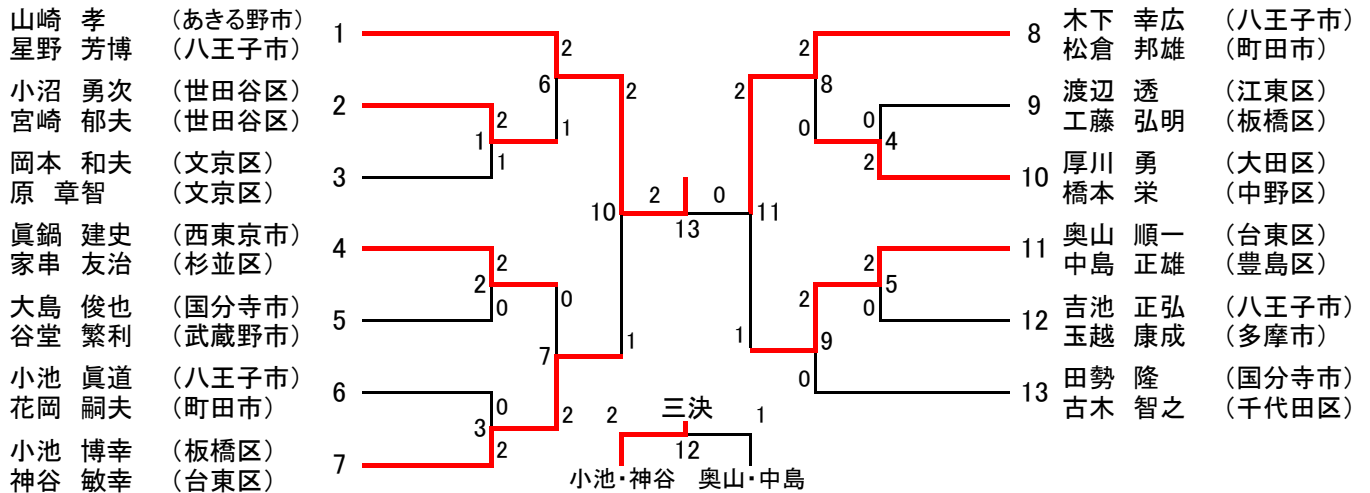 山崎 孝 （あきる野市）
星野 芳博 （八王子市）
1
小沼 勇次 （世田谷区）
宮崎 郁夫 （世田谷区）
2
岡本 和夫 （文京区）
原 章智 （文京区）
3
眞鍋 建史 （西東京市）
家串 友治 （杉並区）
4
大島 俊也 （国分寺市）
谷堂 繁利 （武蔵野市）
5
小池 眞道 （八王子市）
花岡 嗣夫 （町田市）
6
小池 博幸 （板橋区）
神谷 敏幸 （台東区）
7
2
6
1
2
1
1
2
2
0
0
7
0
3
2
2
2
10
1
2
13
0
三決
2
12
1
小池・神谷 奥山・中島
2
11
1
2
8
0
0
4
2
2
5
0
2
9
0
8
木下 幸広 （八王子市）
松倉 邦雄 （町田市）
9
渡辺 透 （江東区）
工藤 弘明 （板橋区）
10
厚川 勇 （大田区）
橋本 栄 （中野区）
11
奥山 順一 （台東区）
中島 正雄 （豊島区）
12
吉池 正弘 （八王子市）
玉越 康成 （多摩市）
13
田勢 隆 （国分寺市）
古木 智之 （千代田区）